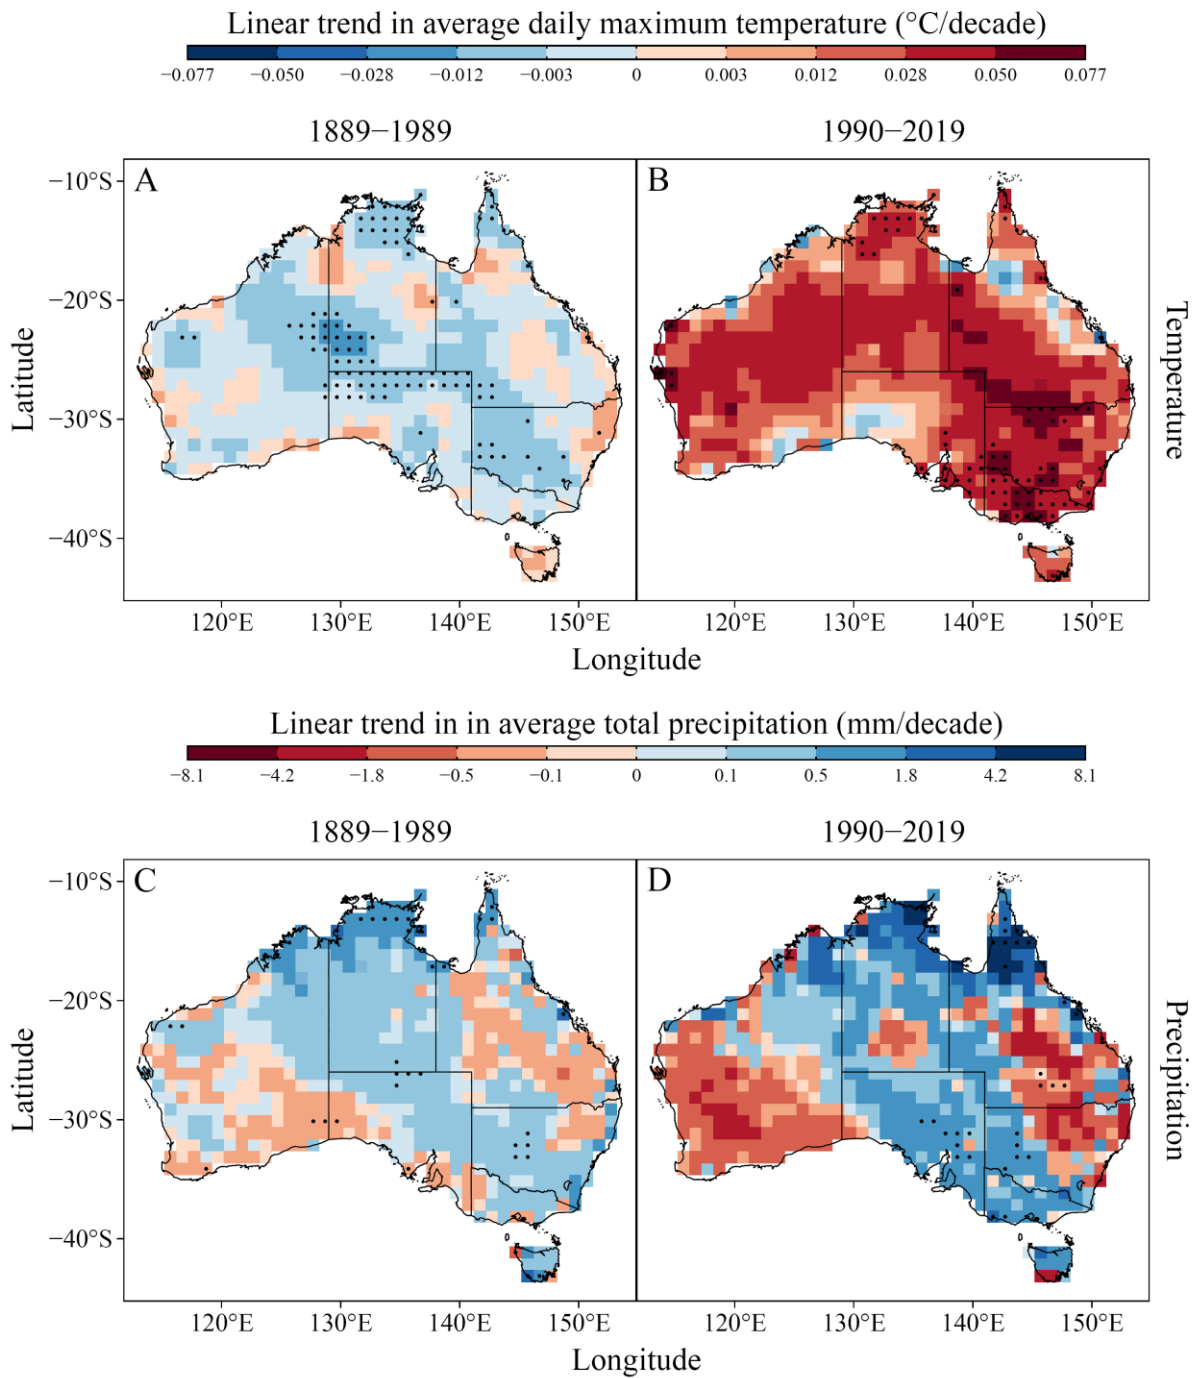 Linear trend in average daily maximum temperature (°C/decade)
−0.077 −0.050 −0.028 −0.012 −0.003 0 0.003 0.012 0.028 0.050 0.077
1889−1989 1990−2019
A B
−10°S
−20°S
−30°S
−40°S
Latitude
Temperature
120°E 130°E 140°E 150°E 120°E 130°E 140°E 150°E
Longitude
Linear trend in in average total precipitation (mm/decade)
−8.1 −4.2 −1.8 −0.5 −0.1 0 0.1 0.5 1.8 4.2 8.1
1889−1989 1990−2019
C D
−10°S
−20°S
−30°S
−40°S
Latitude
Precipitation
120°E 130°E 140°E 150°E 120°E 130°E 140°E 150°E
Longitude